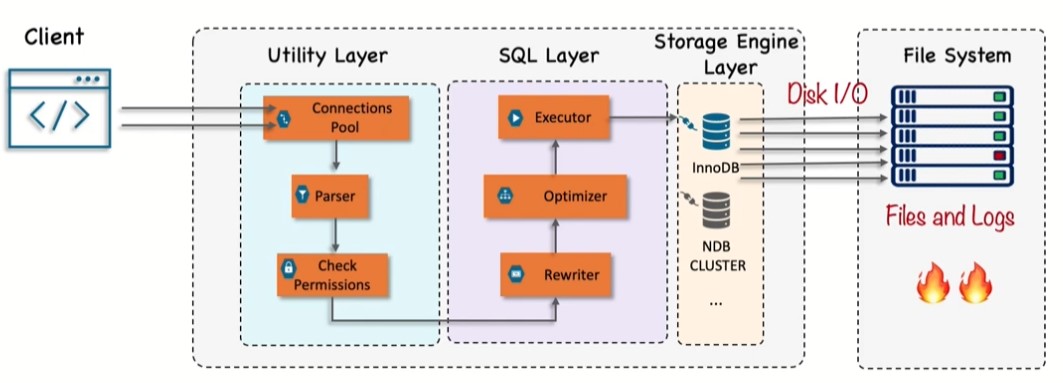 Client
</>
Utility Layer
Connections
Pool
Parser
Check
Permissions
SQL Layer
Executor
Optimizer
Rewriter
Storage Engine
Layer
InnoDB
NDB
CLUSTER
...
Disk I/O
File System
Files and Logs